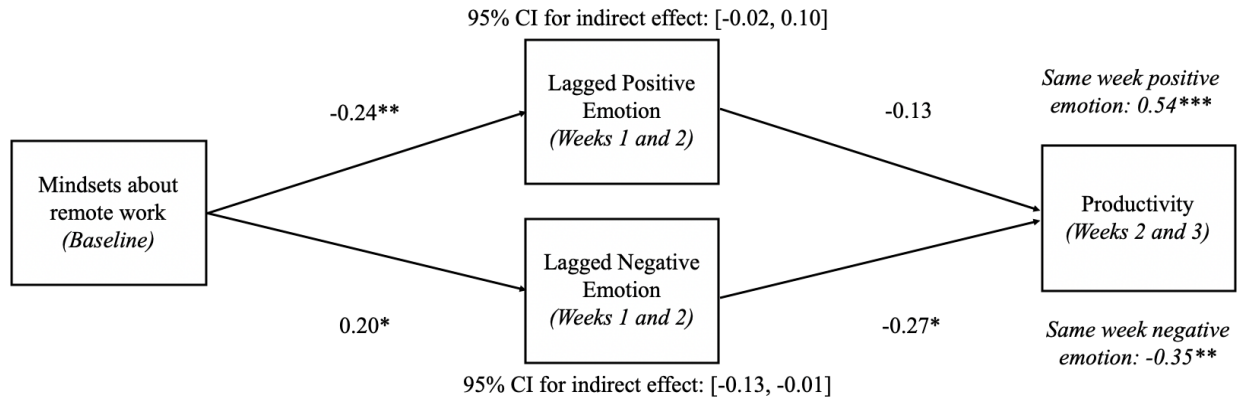 95% CI for indirect effect: [-0.02, 0.10]
Lagged Positive
Emotion
(Weeks 1 and 2)
-0.24**
-0.13
Same week positive
emotion: 0.54***
Mindsets about
remote work
(Baseline)
Productivity
(Weeks 2 and 3)
Lagged Negative
Emotion
(Weeks 1 and 2)
0.20*
-0.27*
Same week negative
emotion: -0.35**
95% CI for indirect effect: [-0.13, -0.01]